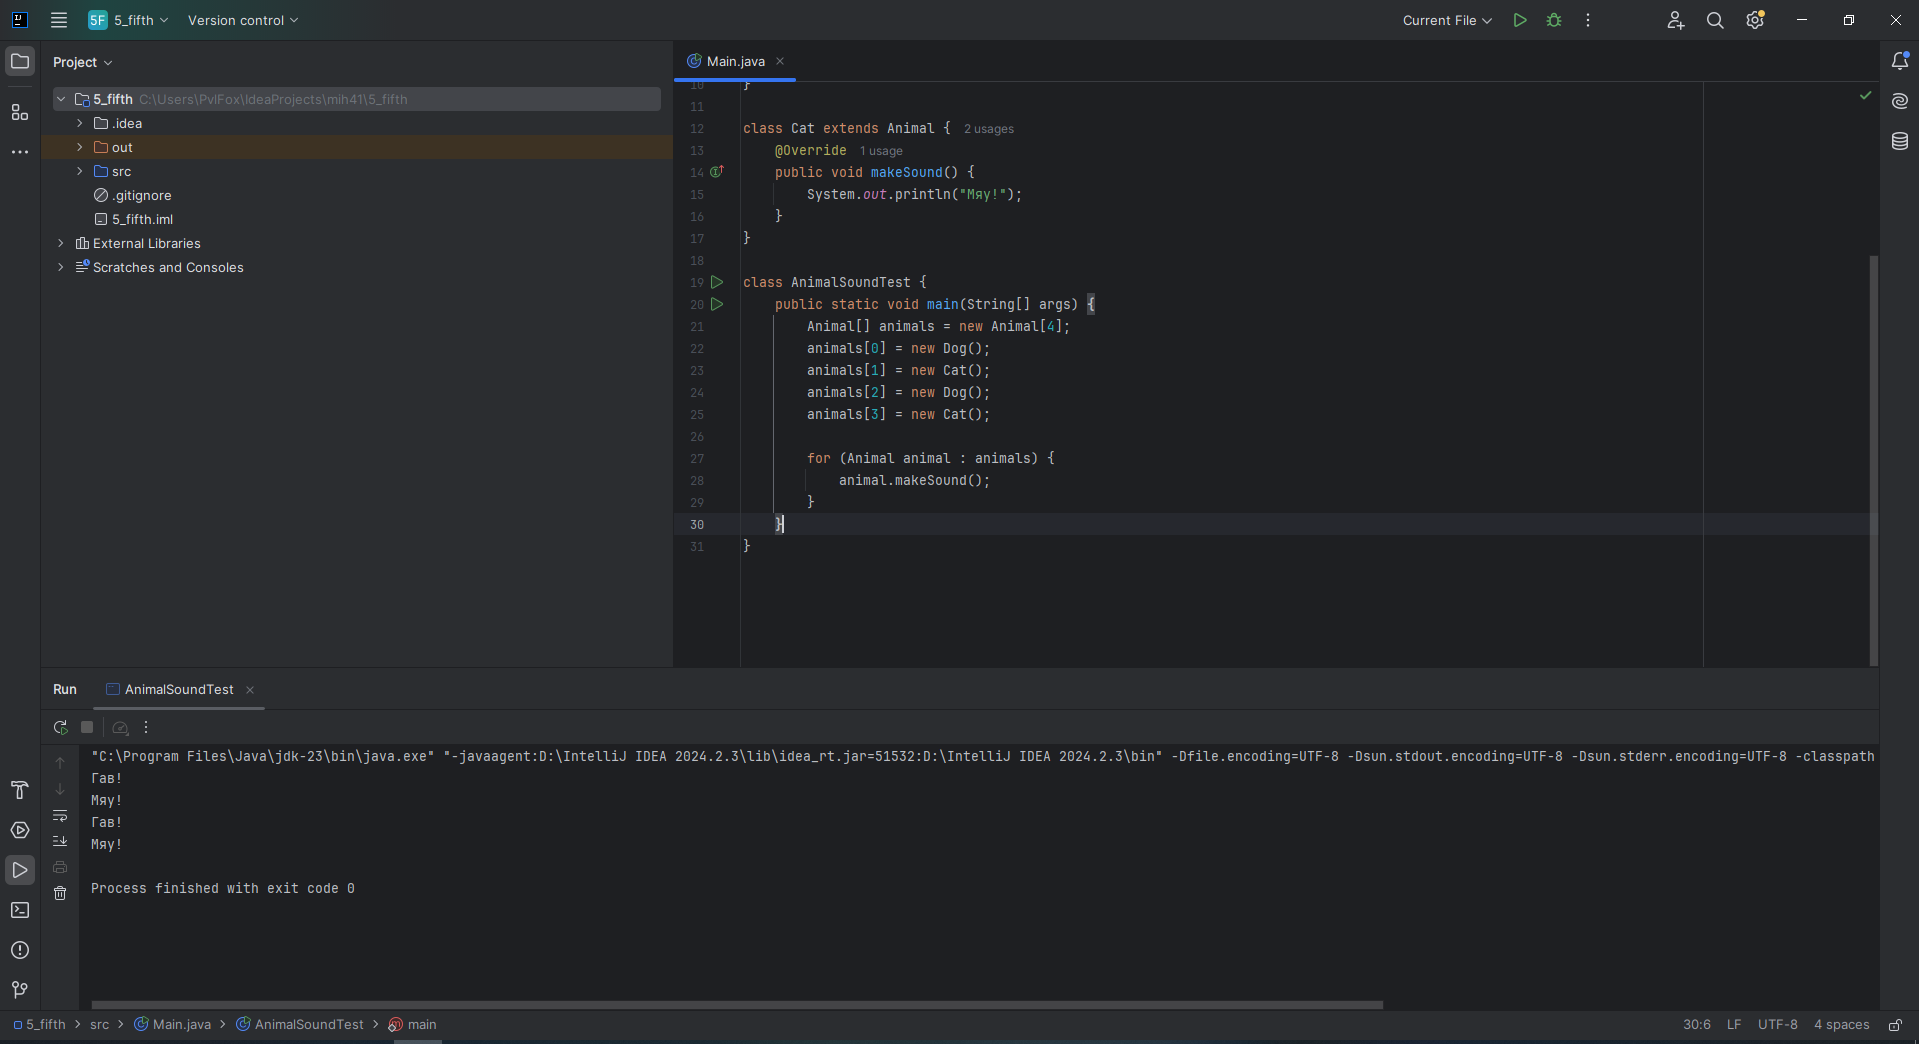 5F 5_fifth Version control Current File
Project
Main.java
5_fifth C:\Users\PvlFox\IdeaProjects\mih41\5_fifth
.idea
out
src
.gitignore
5_fifth.iml
External Libraries
Scratches and Consoles
10 }
11
12 class Cat extends Animal { 2 usages
13 @Override 1 usage
14 public void makeSound() {
15 System.out.println("Мяу!");
16 }
17 }
18
19 class AnimalSoundTest {
20 public static void main(String[] args) {
21 Animal[] animals = new Animal[4];
22 animals[0] = new Dog();
23 animals[1] = new Cat();
24 animals[2] = new Dog();
25 animals[3] = new Cat();
26
27 for (Animal animal : animals) {
28 animal.makeSound();
29 }
30 }
31 }
Run AnimalSoundTest
"C:\Program Files\Java\jdk-23\bin\java.exe" "-javaagent:D:\IntelliJ IDEA 2024.2.3\lib\idea_rt.jar=51532:D:\IntelliJ IDEA 2024.2.3\bin" -Dfile.encoding=UTF-8 -Dsun.stdout.encoding=UTF-8 -Dsun.stderr.encoding=UTF-8 -classpath
Гав!
Мяу!
Гав!
Мяу!
Process finished with exit code 0
5_fifth src Main.java AnimalSoundTest main 30:6 LF UTF-8 4 spaces